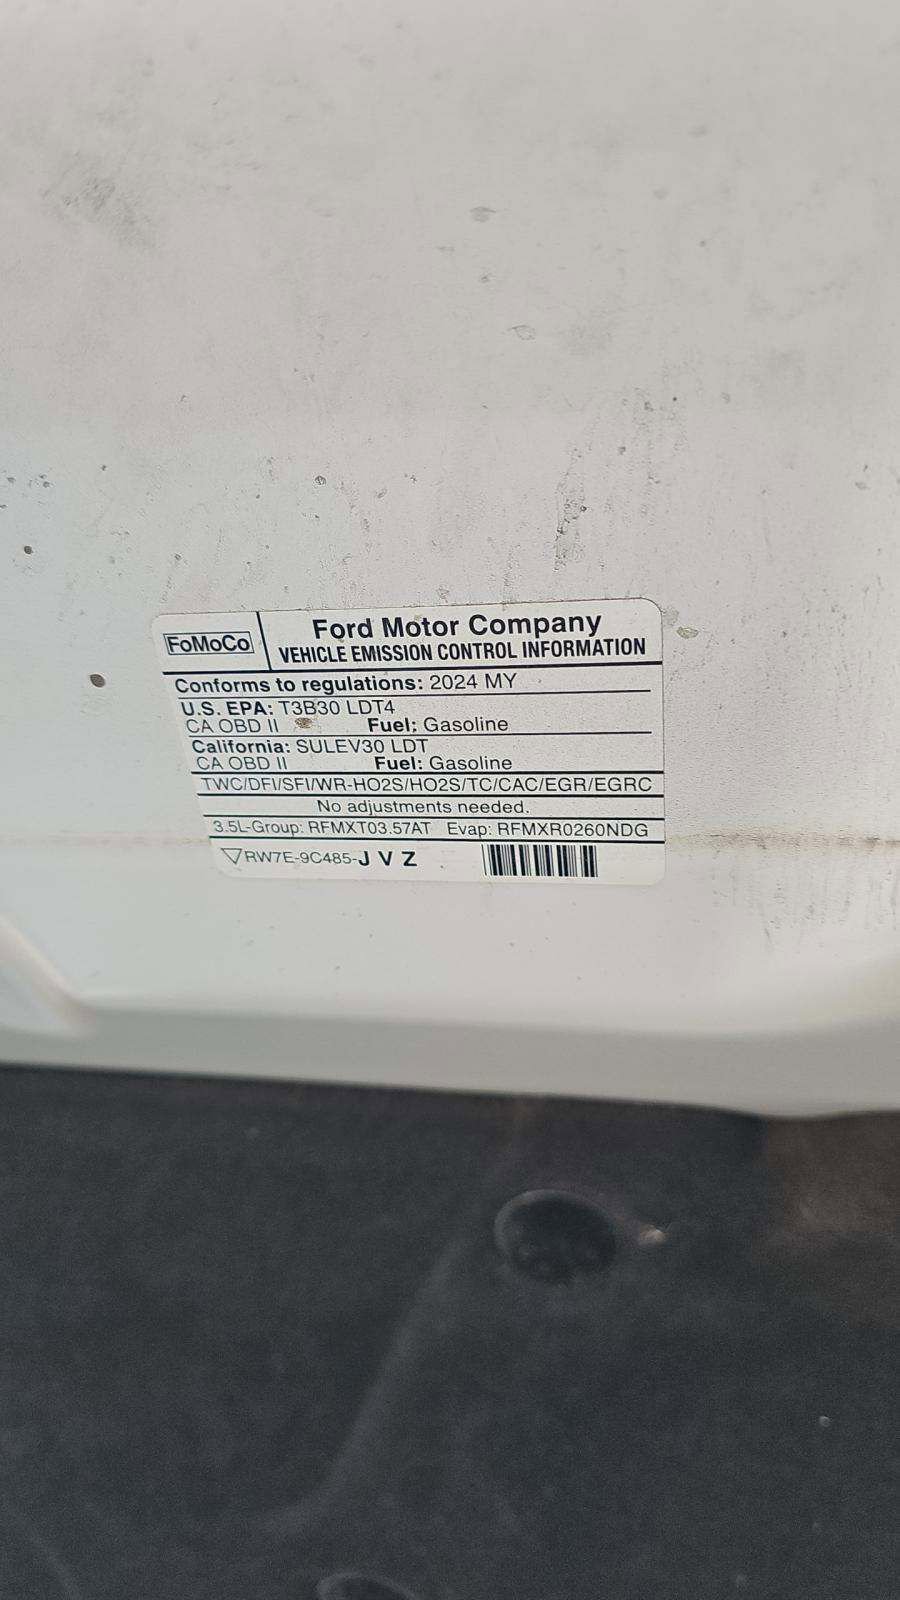 FoMoCo
Ford Motor Company
VEHICLE EMISSION CONTROL INFORMATION
Conforms to regulations: 2024 MY
U.S. EPA: T3B30 LDT4
CA OBD II Fuel: Gasoline
California: SULEV30 LDT
CA OBD II Fuel: Gasoline
TWC/DFI/SFI/WR-HO2S/HO2S/TC/CAC/EGR/EGRC
No adjustments needed.
3.5L-Group: RFMXT03.57AT Evap: RFMXR0260NDG
RW7E-9C485-J V Z